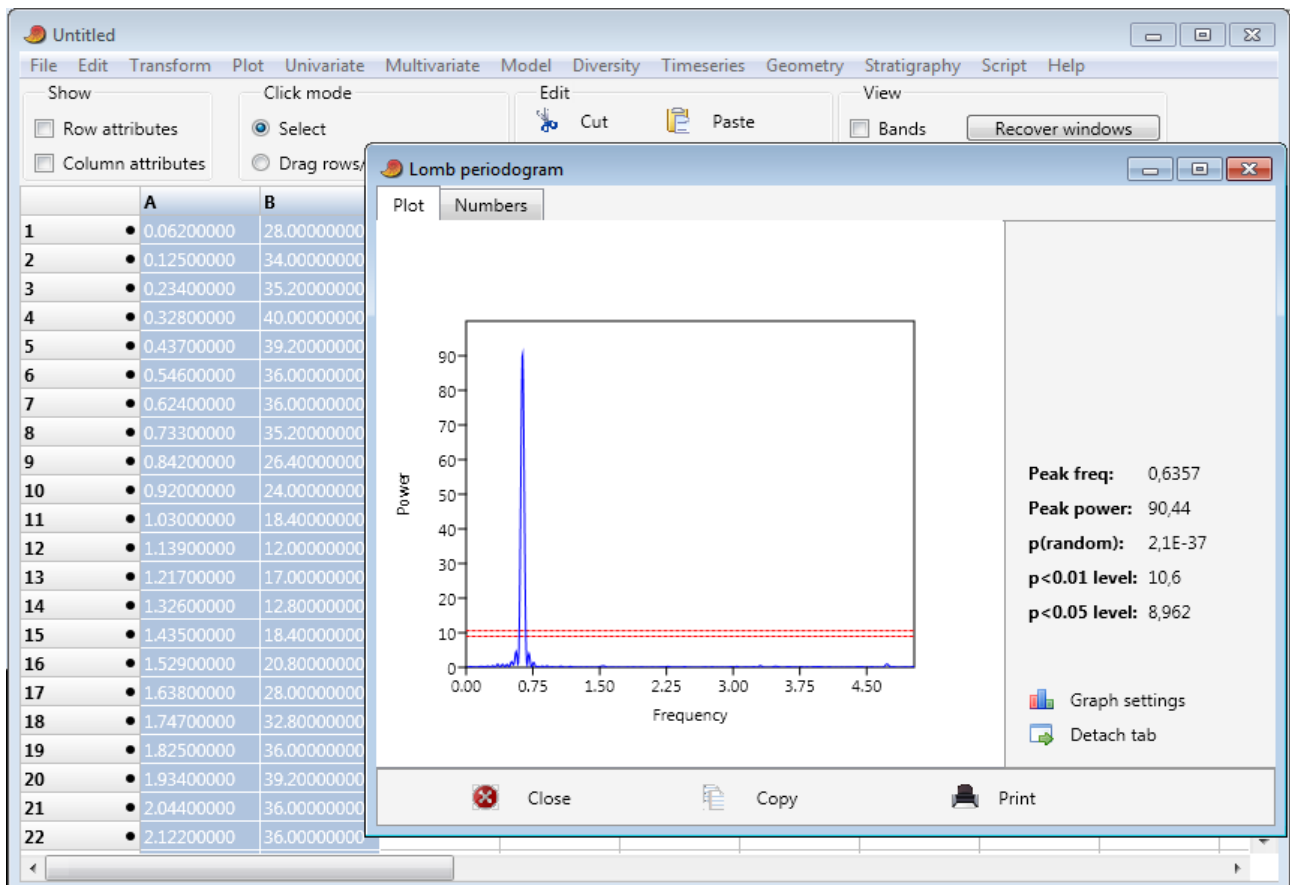 Untitled
File Edit Transform Plot Univariate Multivariate Model Diversity Timeseries Geometry Stratigraphy Script Help
Show Click mode Edit View
Row attributes Select Cut Paste Bands Recover windows
Column attributes Drag rows/
Lomb periodogram
Plot Numbers
A B
1 0.06200000 28.00000000
2 0.12500000 34.00000000
3 0.23400000 35.20000000
4 0.32800000 40.00000000
5 0.43700000 39.20000000
6 0.54600000 36.00000000
7 0.62400000 36.00000000
8 0.73300000 35.20000000
9 0.84200000 26.40000000
10 0.92000000 24.00000000
11 1.03000000 18.40000000
12 1.13900000 12.00000000
13 1.21700000 17.00000000
14 1.32600000 12.80000000
15 1.43500000 18.40000000
16 1.52900000 20.80000000
17 1.63800000 28.00000000
18 1.74700000 32.80000000
19 1.82500000 36.00000000
20 1.93400000 39.20000000
21 2.04400000 36.00000000
22 2.12200000 36.00000000
Power
90
80
70
60
50
40
30
20
10
0
0.00 0.75 1.50 2.25 3.00 3.75 4.50
Frequency
Peak freq: 0,6357
Peak power: 90,44
p(random): 2,1E-37
p<0.01 level: 10,6
p<0.05 level: 8,962
Graph settings
Detach tab
Close Copy Print